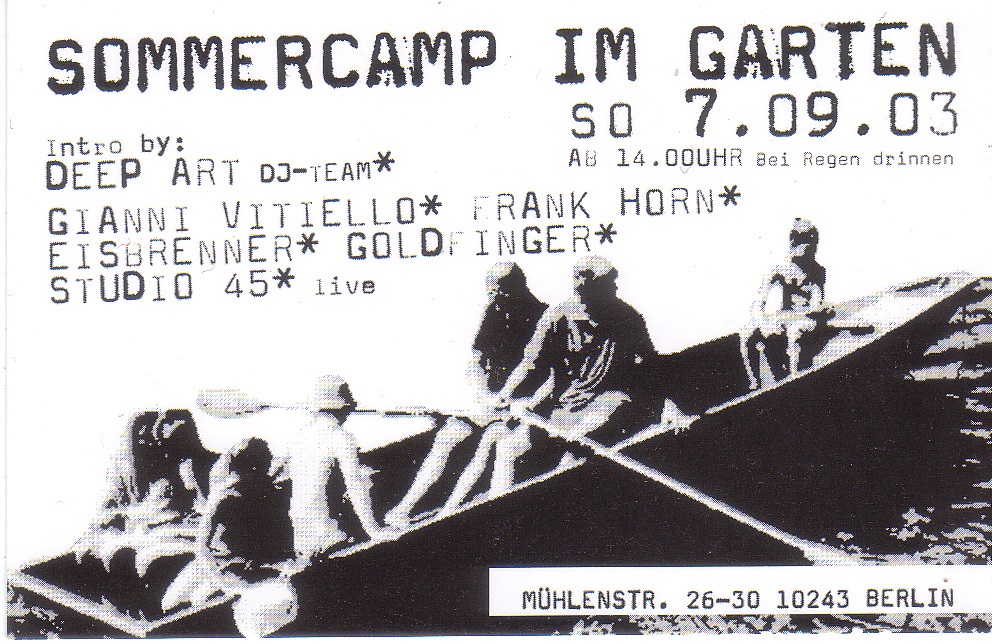 SOMMERCAMP IM GARTEN
SO 7.09.03
AB 14.00UHR Bei Regen drinnen
Intro by:
DEEP ART DJ-TEAM*
GIANNI VITIELLO* FRANK HORN*
EISBRENNER* GOLDFINGER*
STUDIO 45* live
MÜHLENSTR. 26-30 10243 BERLIN